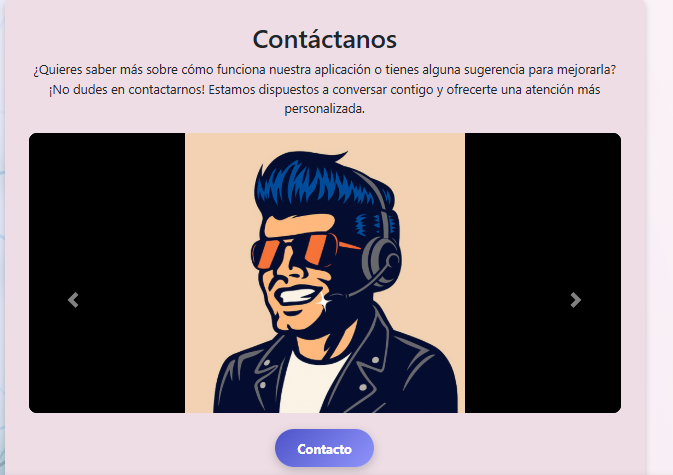 Contáctanos
¿Quieres saber más sobre cómo funciona nuestra aplicación o tienes alguna sugerencia para mejorarla?
¡No dudes en contactarnos! Estamos dispuestos a conversar contigo y ofrecerte una atención más
personalizada.
Contacto